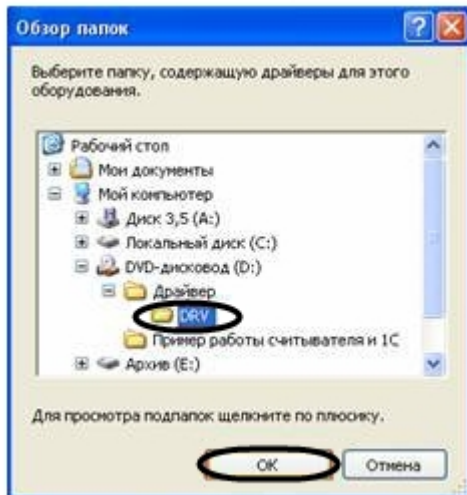 Обзор папок
Выберите папку, содержащую драйверы для этого
оборудования.
Рабочий стол
Мои документы
Мой компьютер
Диск 3,5 (A:)
Локальный диск (C:)
DVD-дисковод (D:)
Драйвер
DRV
Пример работы считывателя и 1С
Архив (E:)
Для просмотра подпапок щелкните по плюсику.
ОК
Отмена